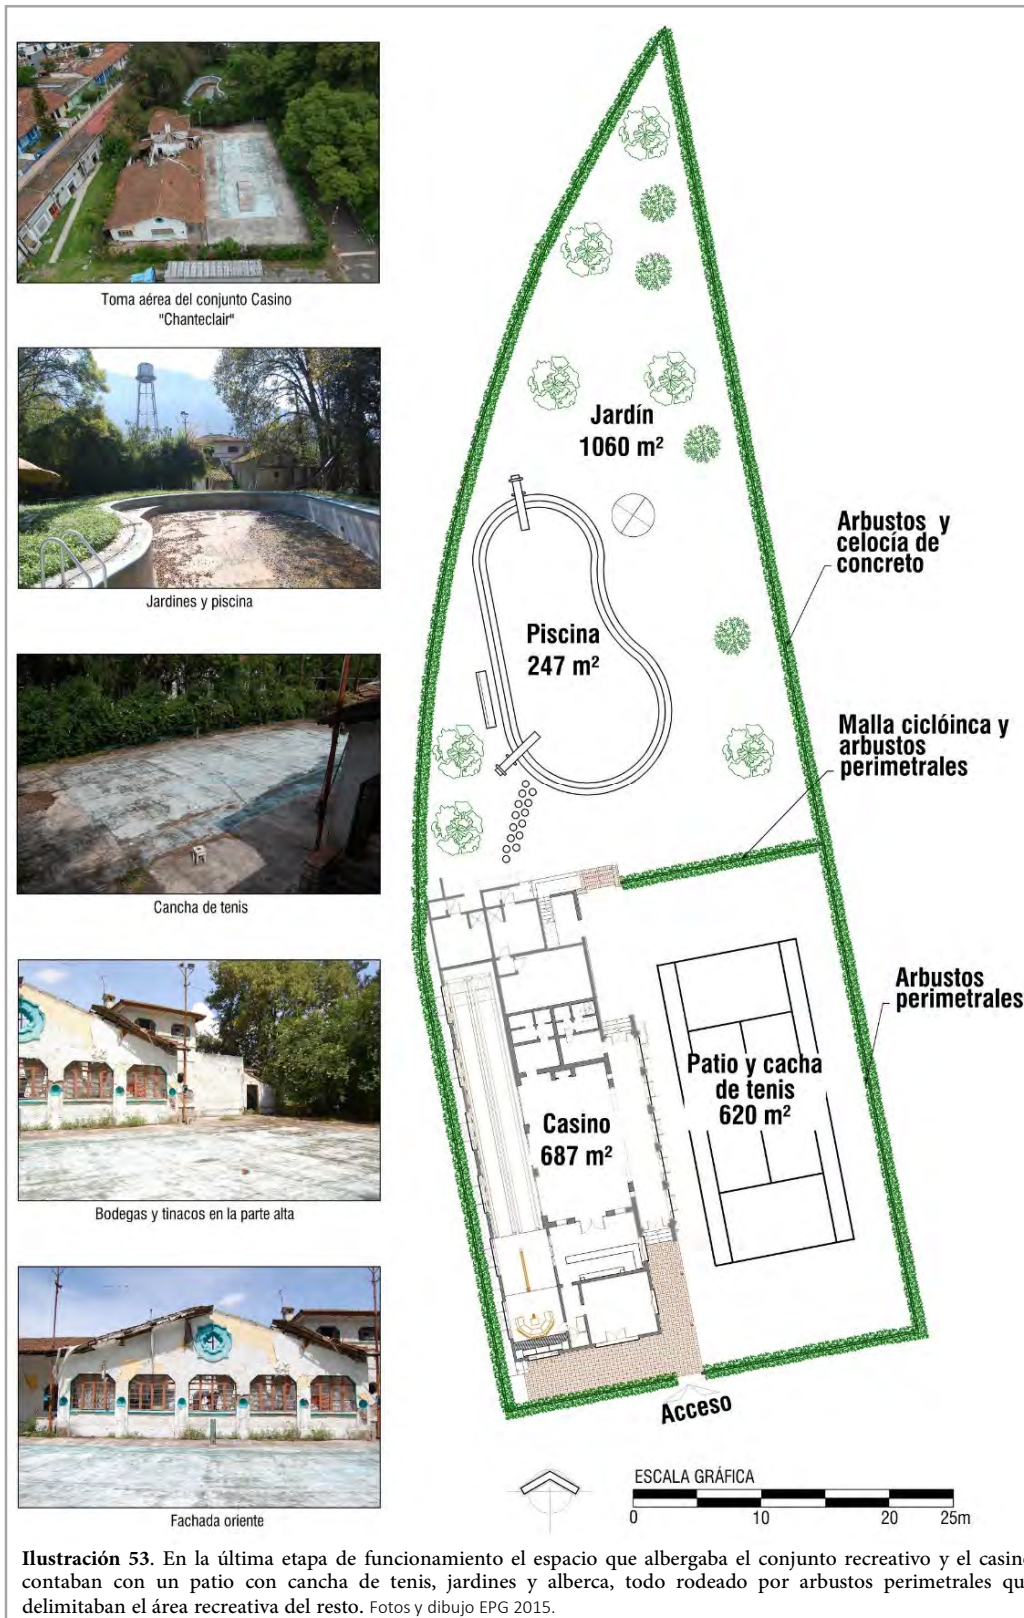 Toma aérea del conjunto Casino
"Chanteclair"
Jardines y piscina
Cancha de tenis
Bodegas y tinacos en la parte alta
Fachada oriente
Jardín
1060 m²
Piscina
247 m²
Arbustos y
celocía de
concreto
Malla ciclóinca y
arbustos
perimetrales
Arbustos
perimetrales
Patio y cacha
de tenis
620 m²
Casino
687 m²
Acceso
ESCALA GRÁFICA
0 10 20 25m
Ilustración 53. En la última etapa de funcionamiento el espacio que albergaba el conjunto recreativo y el casino
contaban con un patio con cancha de tenis, jardines y alberca, todo rodeado por arbustos perimetrales qu
delimitaban el área recreativa del resto. Fotos y dibujo EPG 2015.